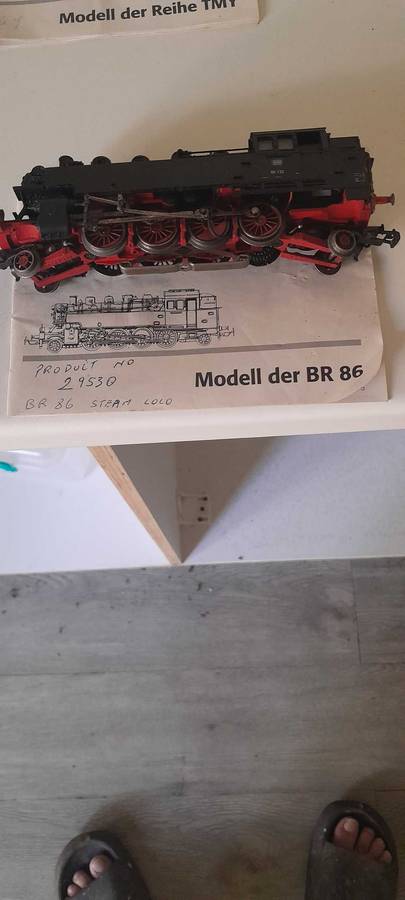 Modell der Reihe TMY
Modell der BR 86
PRODUCT NO
29530
BR 86 STEAM LOCO